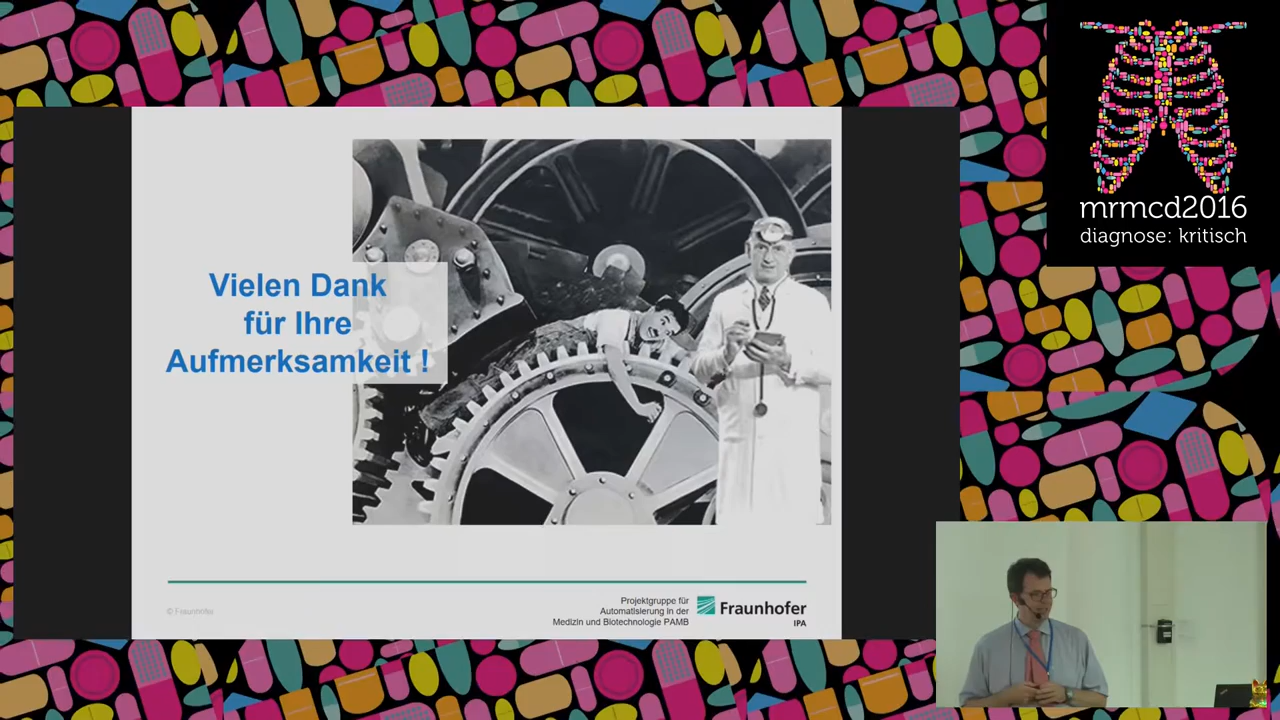 Vielen Dank
für Ihre
Aufmerksamkeit !
© Fraunhofer
Projektgruppe für
Automatisierung in der
Medizin und Biotechnologie PAMB
Fraunhofer
IPA
mrmcd2016
diagnose: kritisch